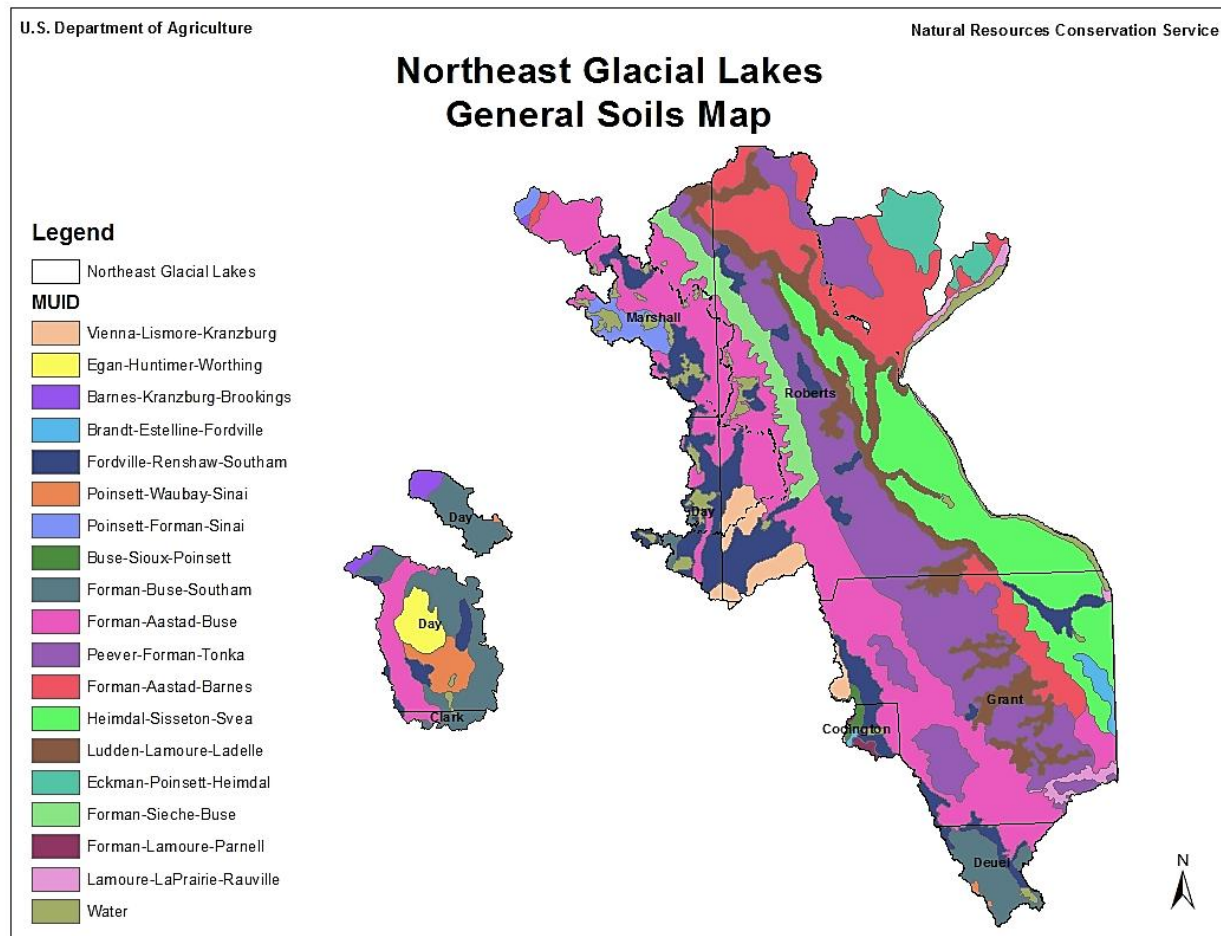 U.S. Department of Agriculture
Natural Resources Conservation Service
Northeast Glacial Lakes
General Soils Map
Legend
Northeast Glacial Lakes
MUID
Vienna-Lismore-Kranzburg
Egan-Huntimer-Worthing
Barnes-Kranzburg-Brookings
Brandt-Estelline-Fordville
Fordville-Renshaw-Southam
Poinsett-Waubay-Sinai
Poinsett-Forman-Sinai
Buse-Sioux-Poinsett
Forman-Buse-Southam
Forman-Aastad-Buse
Peever-Forman-Tonka
Forman-Aastad-Barnes
Heimdal-Sisseton-Svea
Ludden-Lamoure-Ladelle
Eckman-Poinsett-Heimdal
Forman-Sieche-Buse
Forman-Lamoure-Parnell
Lamoure-LaPrairie-Rauville
Water
Marshall
Roberts
Day
Day
Day
Clark
Grant
Codington
Deuel
N